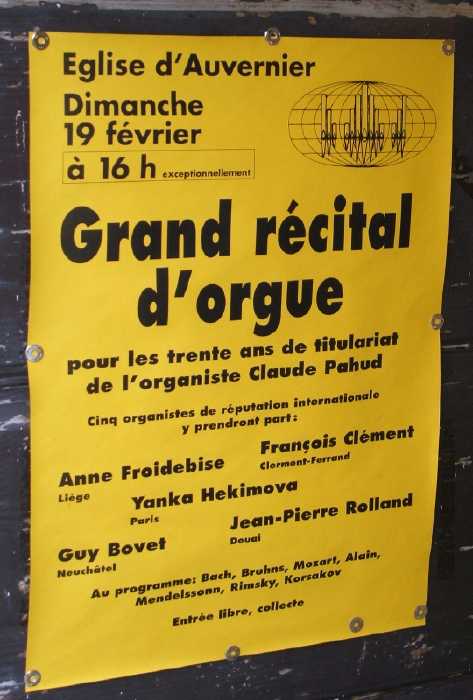 Eglise d'Auvernier
Dimanche
19 février
à 16 h exceptionnellement
Grand récital
d'orgue
pour les trente ans de titulariat
de l'organiste Claude Pahud
Cinq organistes de réputation internationale
y prendront part:
François Clément
Clermont-Ferrand
Anne Froidebise
Liège
Yanka Hekimova
Paris
Jean-Pierre Rolland
Douai
Guy Bovet
Neuchâtel
Au programme: Bach, Bruhns, Mozart, Alain,
Mendelssonn, Rimsky, Korsakov
Entrée libre, collecte